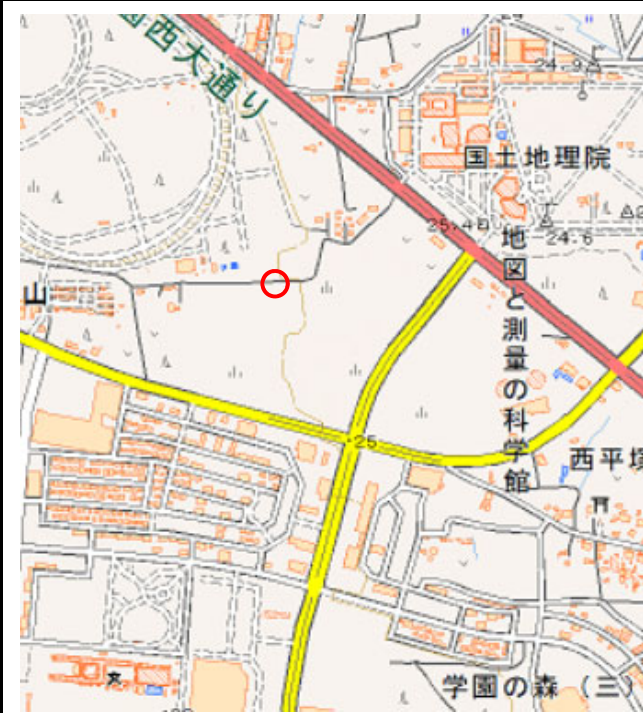 園西大通り
24.9
国土地理院
25.4
24.6
地図と測量の科学館
山
25
西平塚
学園の森（三）